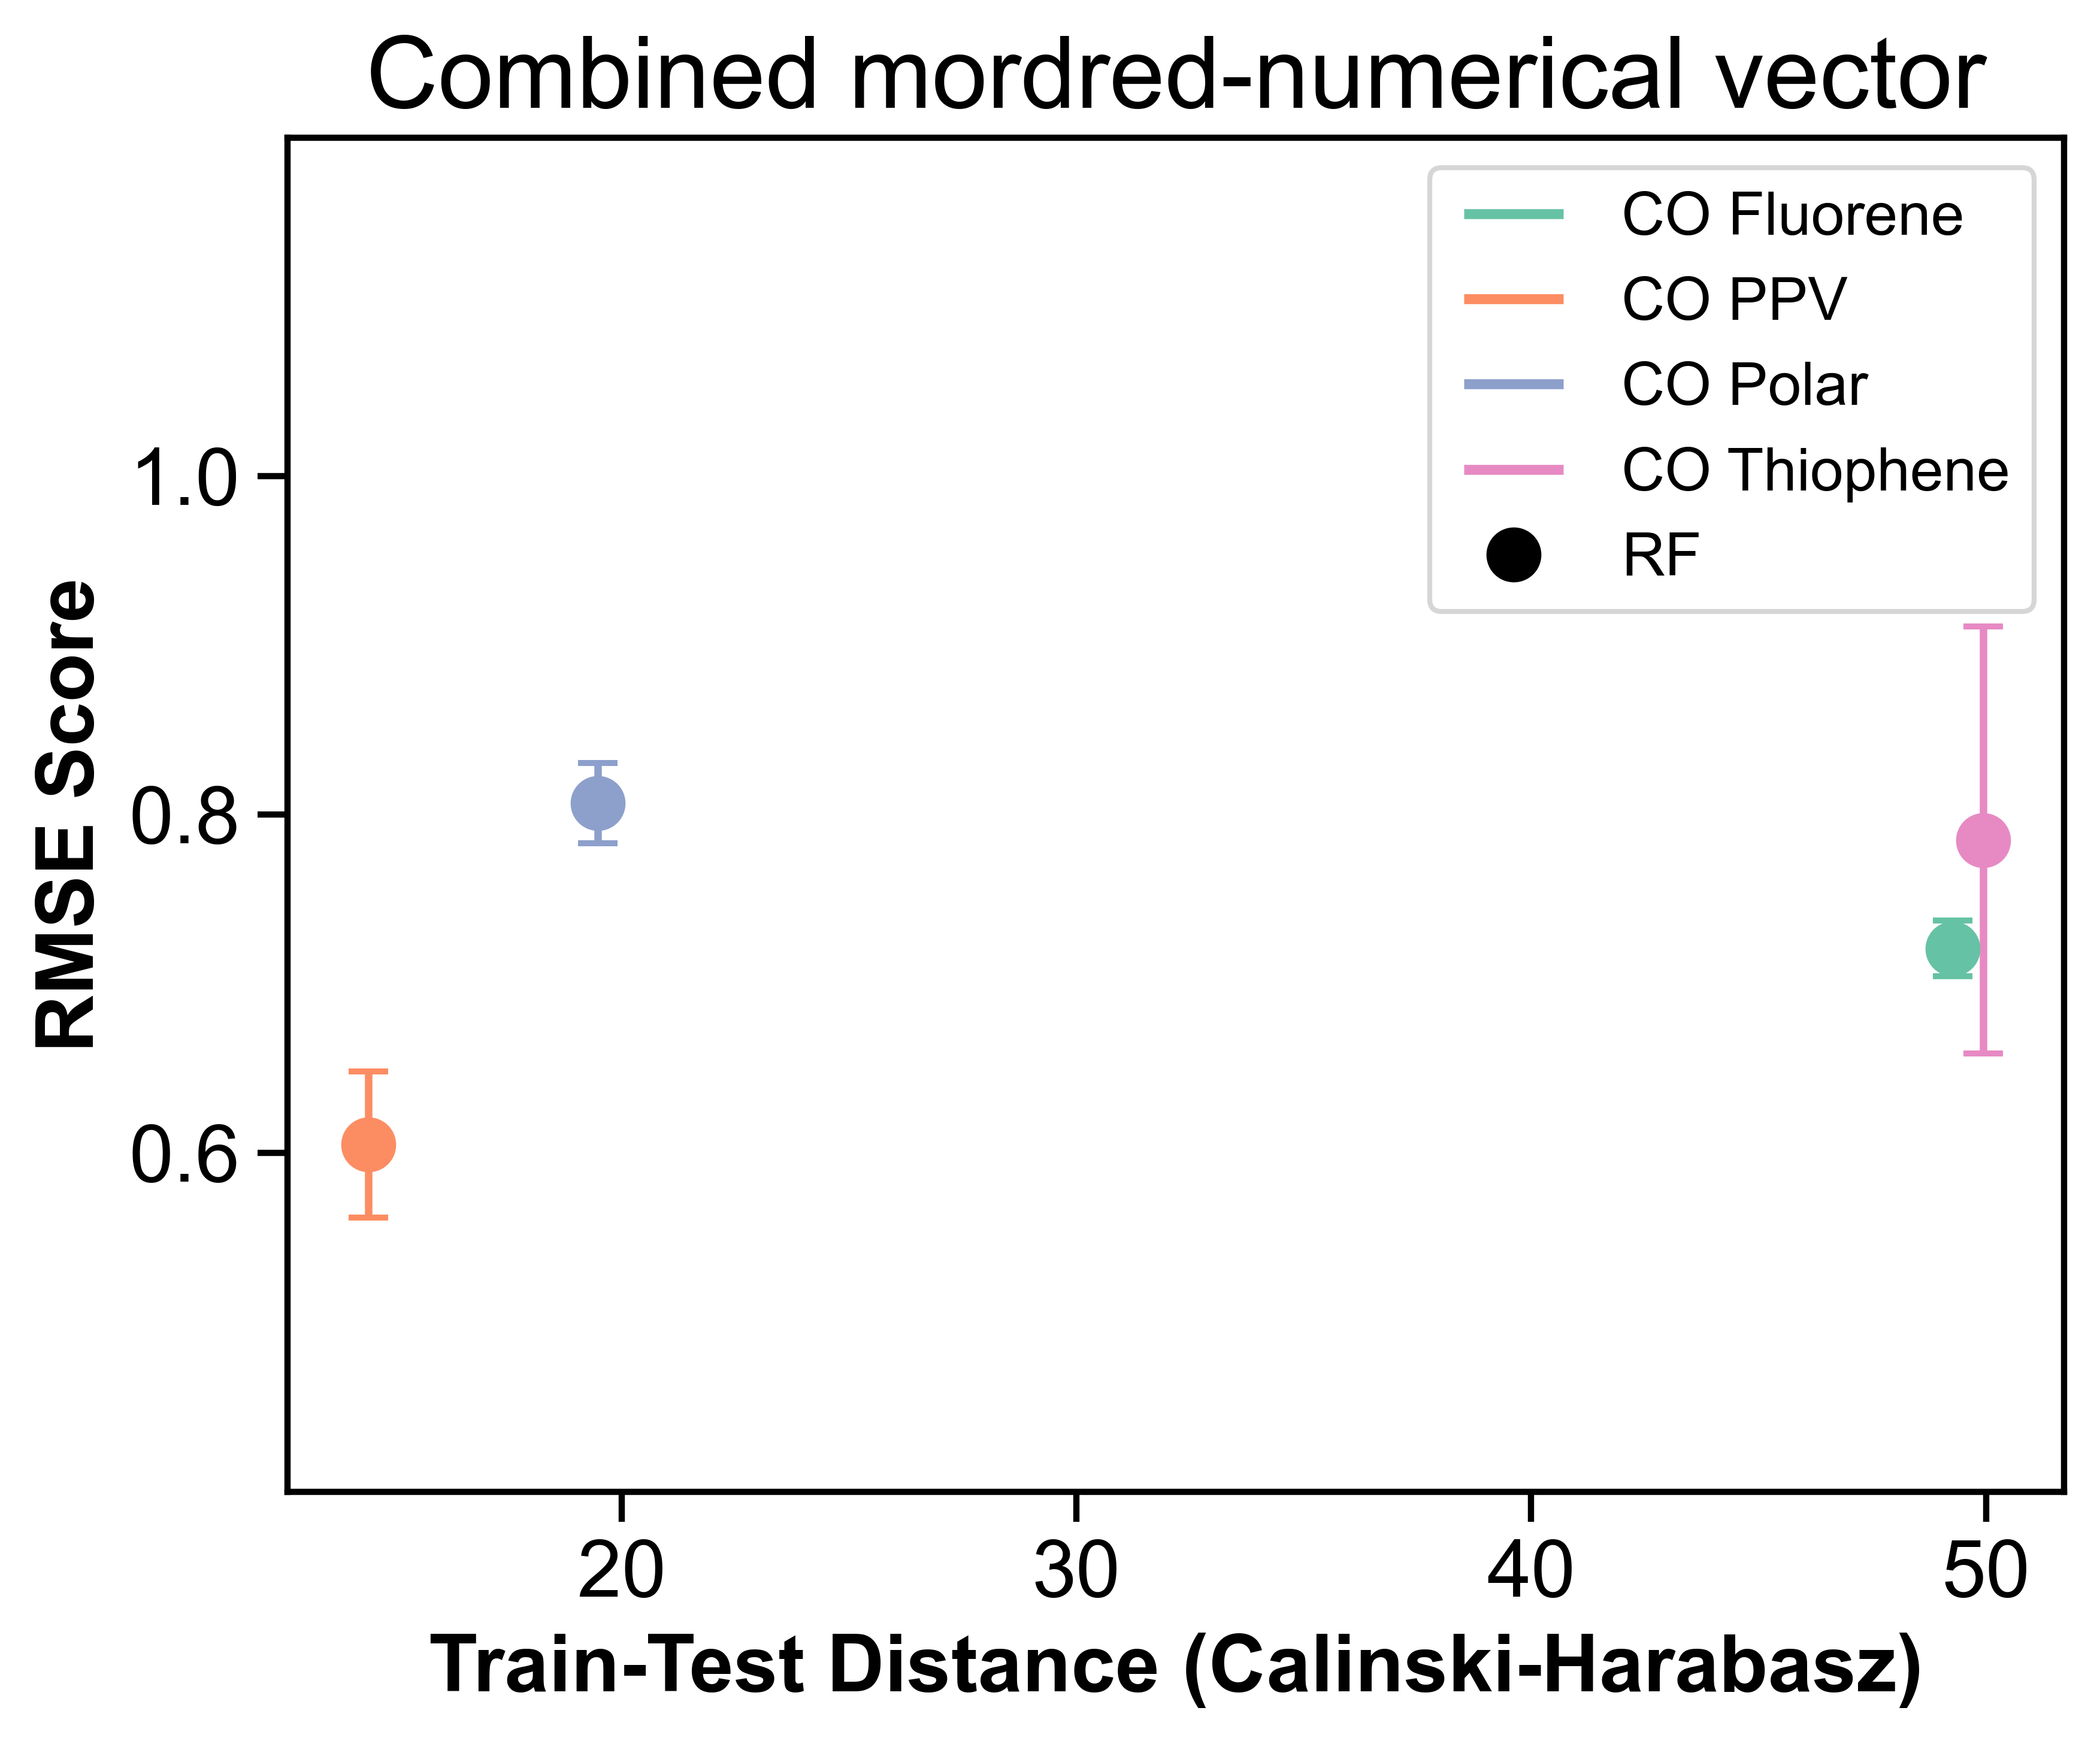 Combined mordred-numerical vector
CO Fluorene
CO PPV
CO Polar
CO Thiophene
RF
RMSE Score
1.0
0.8
0.6
20 30 40 50
Train-Test Distance (Calinski-Harabasz)